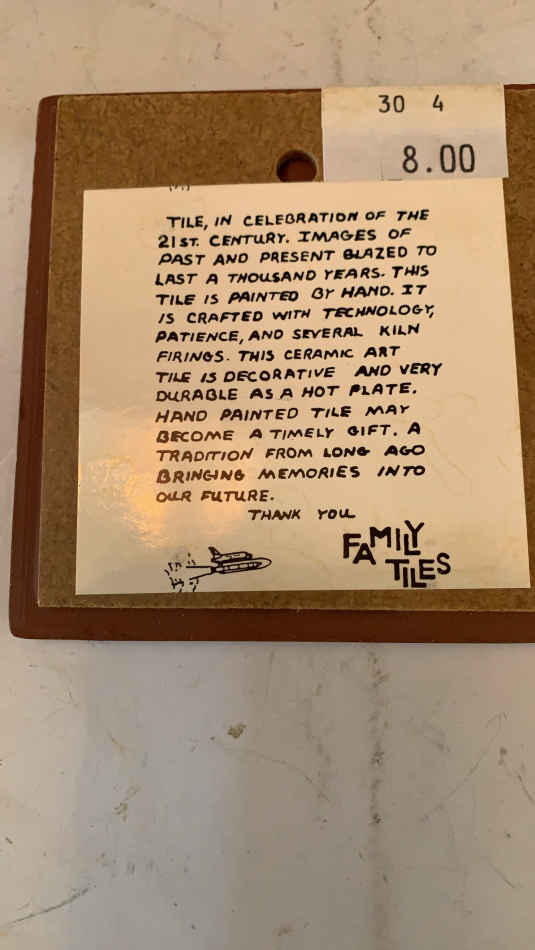 30 4
8.00
TILE, IN CELEBRATION OF THE
21ST. CENTURY. IMAGES OF
PAST AND PRESENT GLAZED TO
LAST A THOUSAND YEARS. THIS
TILE IS PAINTED BY HAND. IT
IS CRAFTED WITH TECHNOLOGY,
PATIENCE, AND SEVERAL KILN
FIRINGS. THIS CERAMIC ART
TILE IS DECORATIVE AND VERY
DURABLE AS A HOT PLATE.
HAND PAINTED TILE MAY
BECOME A TIMELY GIFT. A
TRADITION FROM LONG AGO
BRINGING MEMORIES INTO
OUR FUTURE.
THANK YOU
FAMILY
TILES